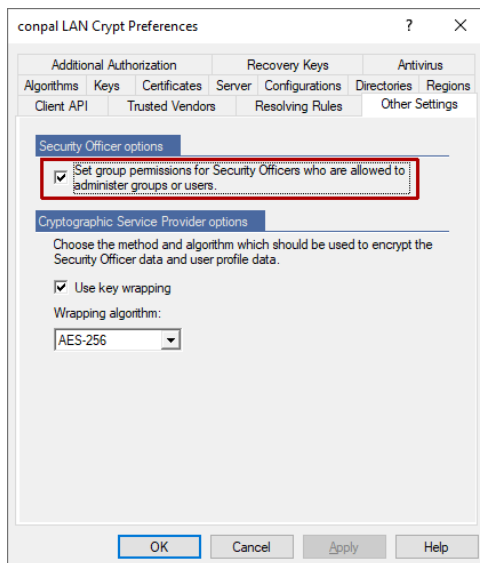 conpal LAN Crypt Preferences ? ×
Additional Authorization Recovery Keys Antivirus
Algorithms Keys Certificates Server Configurations Directories Regions
Client API Trusted Vendors Resolving Rules Other Settings
Security Officer options
Set group permissions for Security Officers who are allowed to
administer groups or users.
Cryptographic Service Provider options
Choose the method and algorithm which should be used to encrypt the
Security Officer data and user profile data.
Use key wrapping
Wrapping algorithm:
AES-256
OK Cancel Apply Help